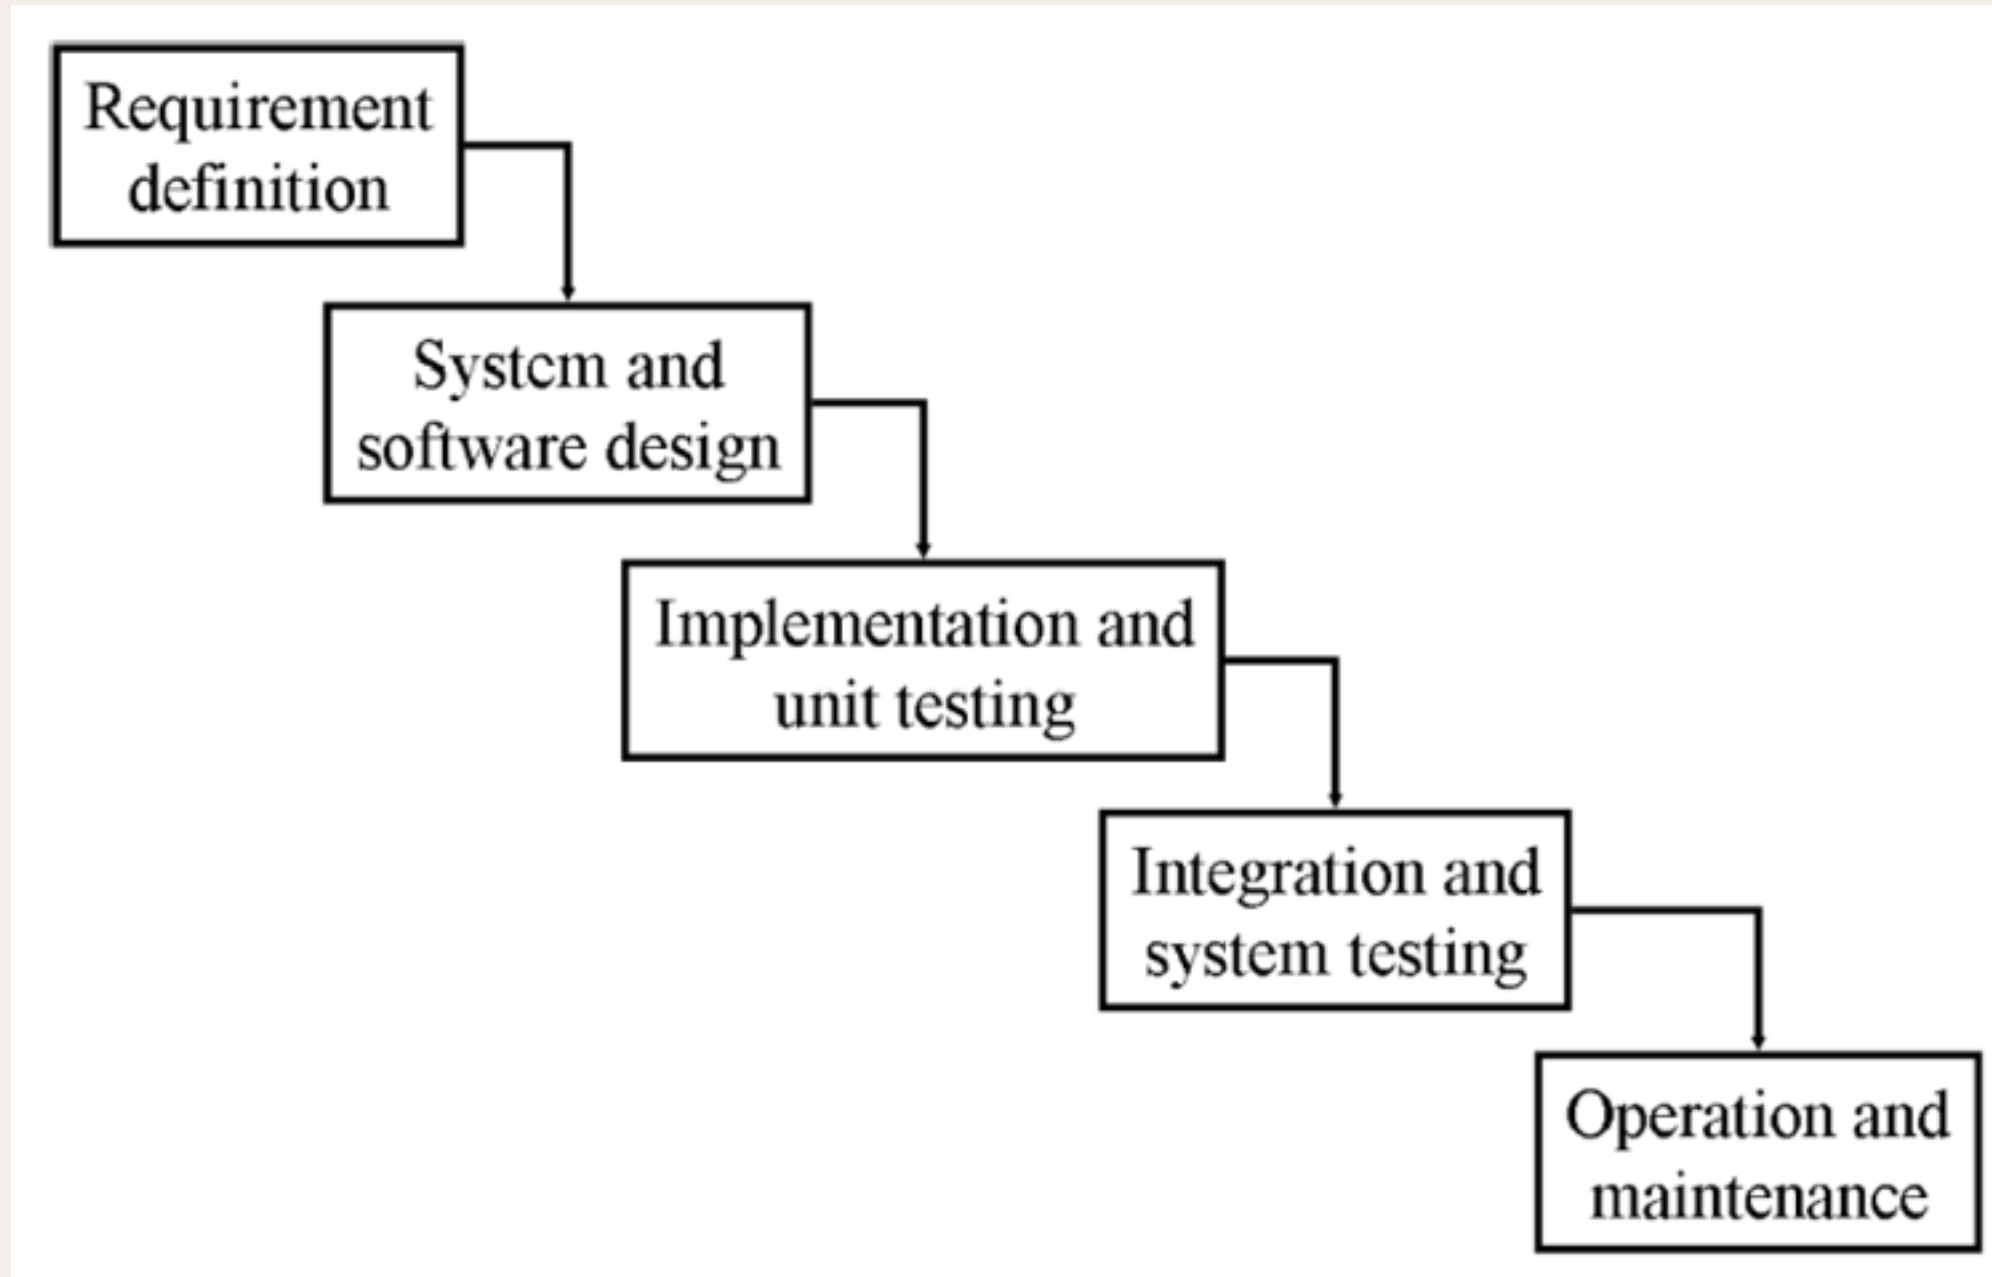 Requirement
definition
System and
software design
Implementation and
unit testing
Integration and
system testing
Operation and
maintenance